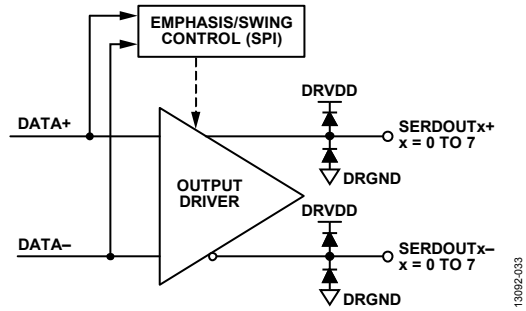 EMPHASIS/SWING
CONTROL (SPI)
DATA+
DATA–
OUTPUT
DRIVER
DRVDD
DRGND
SERDOUTx+
x = 0 TO 7
DRVDD
DRGND
SERDOUTx–
x = 0 TO 7
13092-033